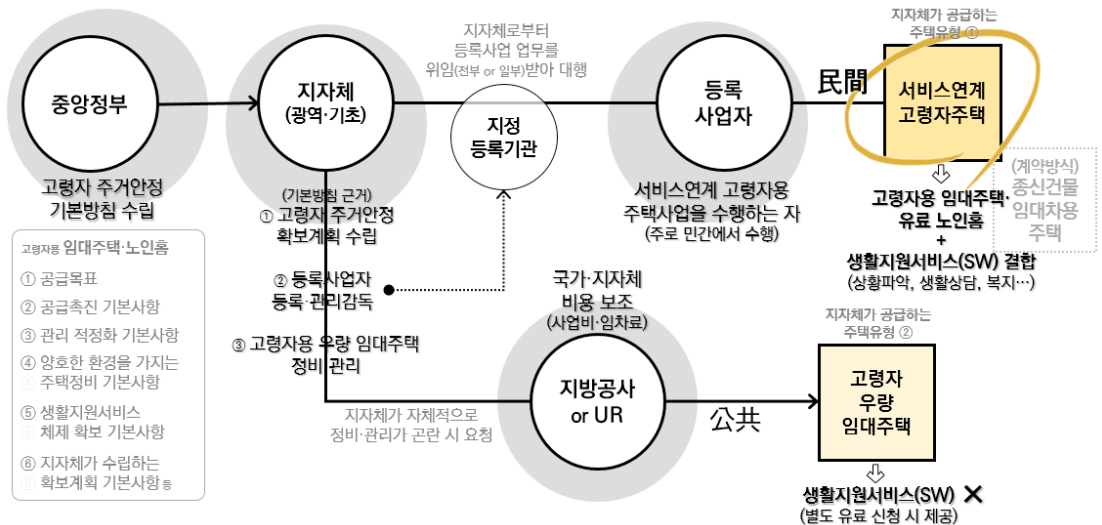 중앙정부
고령자 주거안정
기본방침 수립
고령자용 임대주택·노인홈
① 공급목표
② 공급촉진 기본사항
③ 관리 적정화 기본사항
④ 양호한 환경을 가지는
주택정비 기본사항
⑤ 생활지원서비스
체제 확보 기본사항
⑥ 지자체가 수립하는
확보계획 기본사항 등
지자체
(광역·기초)
(기본방침 근거)
① 고령자 주거안정
확보계획 수립
② 등록사업자
등록·관리감독
③ 고령자용 우량 임대주택
정비 관리
지자체로부터
등록사업 업무를
위임(전부 or 일부)받아 대행
지정
등록기관
등록
사업자
서비스연계 고령자용
주택사업을 수행하는 자
(주로 민간에서 수행)
民間
지자체가 공급하는
주택유형 ①
서비스연계
고령자주택
(계약방식)
종신건물
임대차용
주택
고령자용 임대주택·
유료 노인홈
+
생활지원서비스(SW) 결합
(상황파악, 생활상담, 복지…)
국가·지자체
비용 보조
(사업비·임차료)
지방공사
or UR
지자체가 자체적으로
정비·관리가 곤란 시 요청
公共
지자체가 공급하는
주택유형 ②
고령자
우량
임대주택
생활지원서비스(SW) ✕
(별도 유료 신청 시 제공)